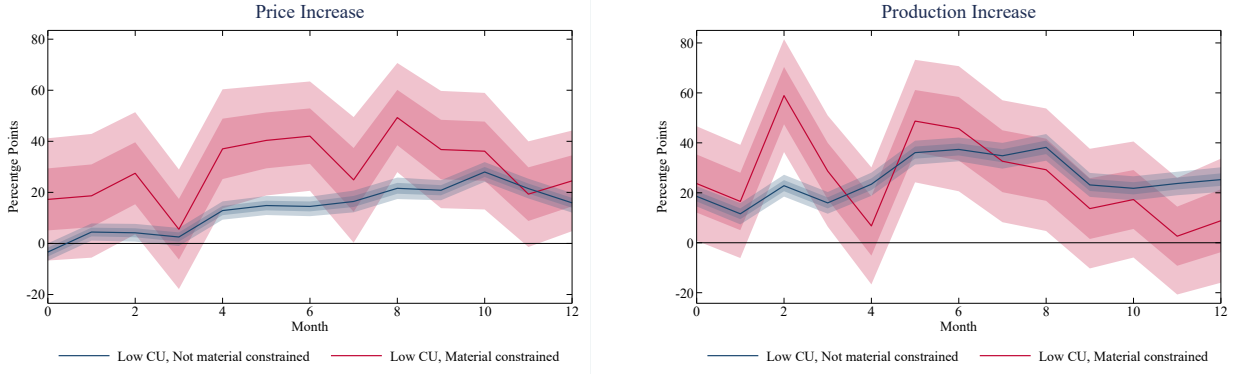 Price Increase
Percentge Points
80
60
40
20
0
-20
0 2 4 6 8 10 12
Month
Low CU, Not material constrained Low CU, Material constrained
Production Increase
Percentge Points
80
60
40
20
0
-20
0 2 4 6 8 10 12
Month
Low CU, Not material constrained Low CU, Material constrained